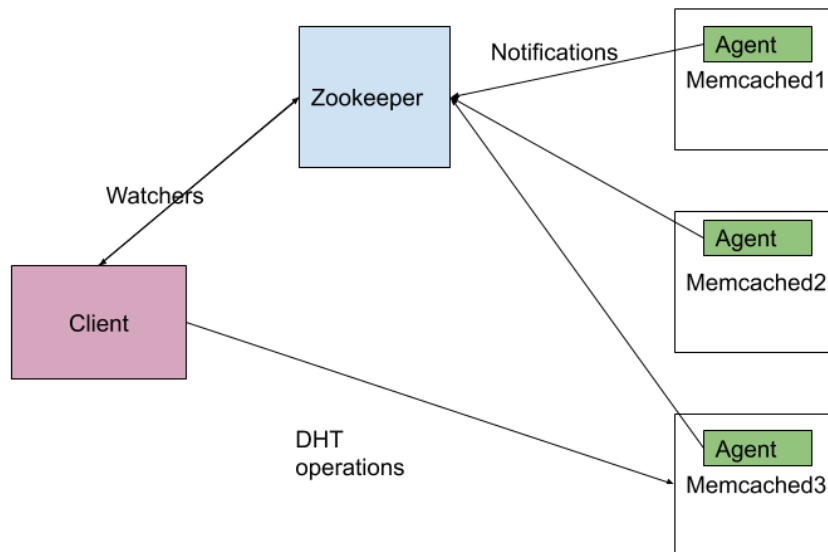 Notifications
Agent
Memcached1
Zookeeper
Watchers
Agent
Memcached2
Client
DHT
operations
Agent
Memcached3